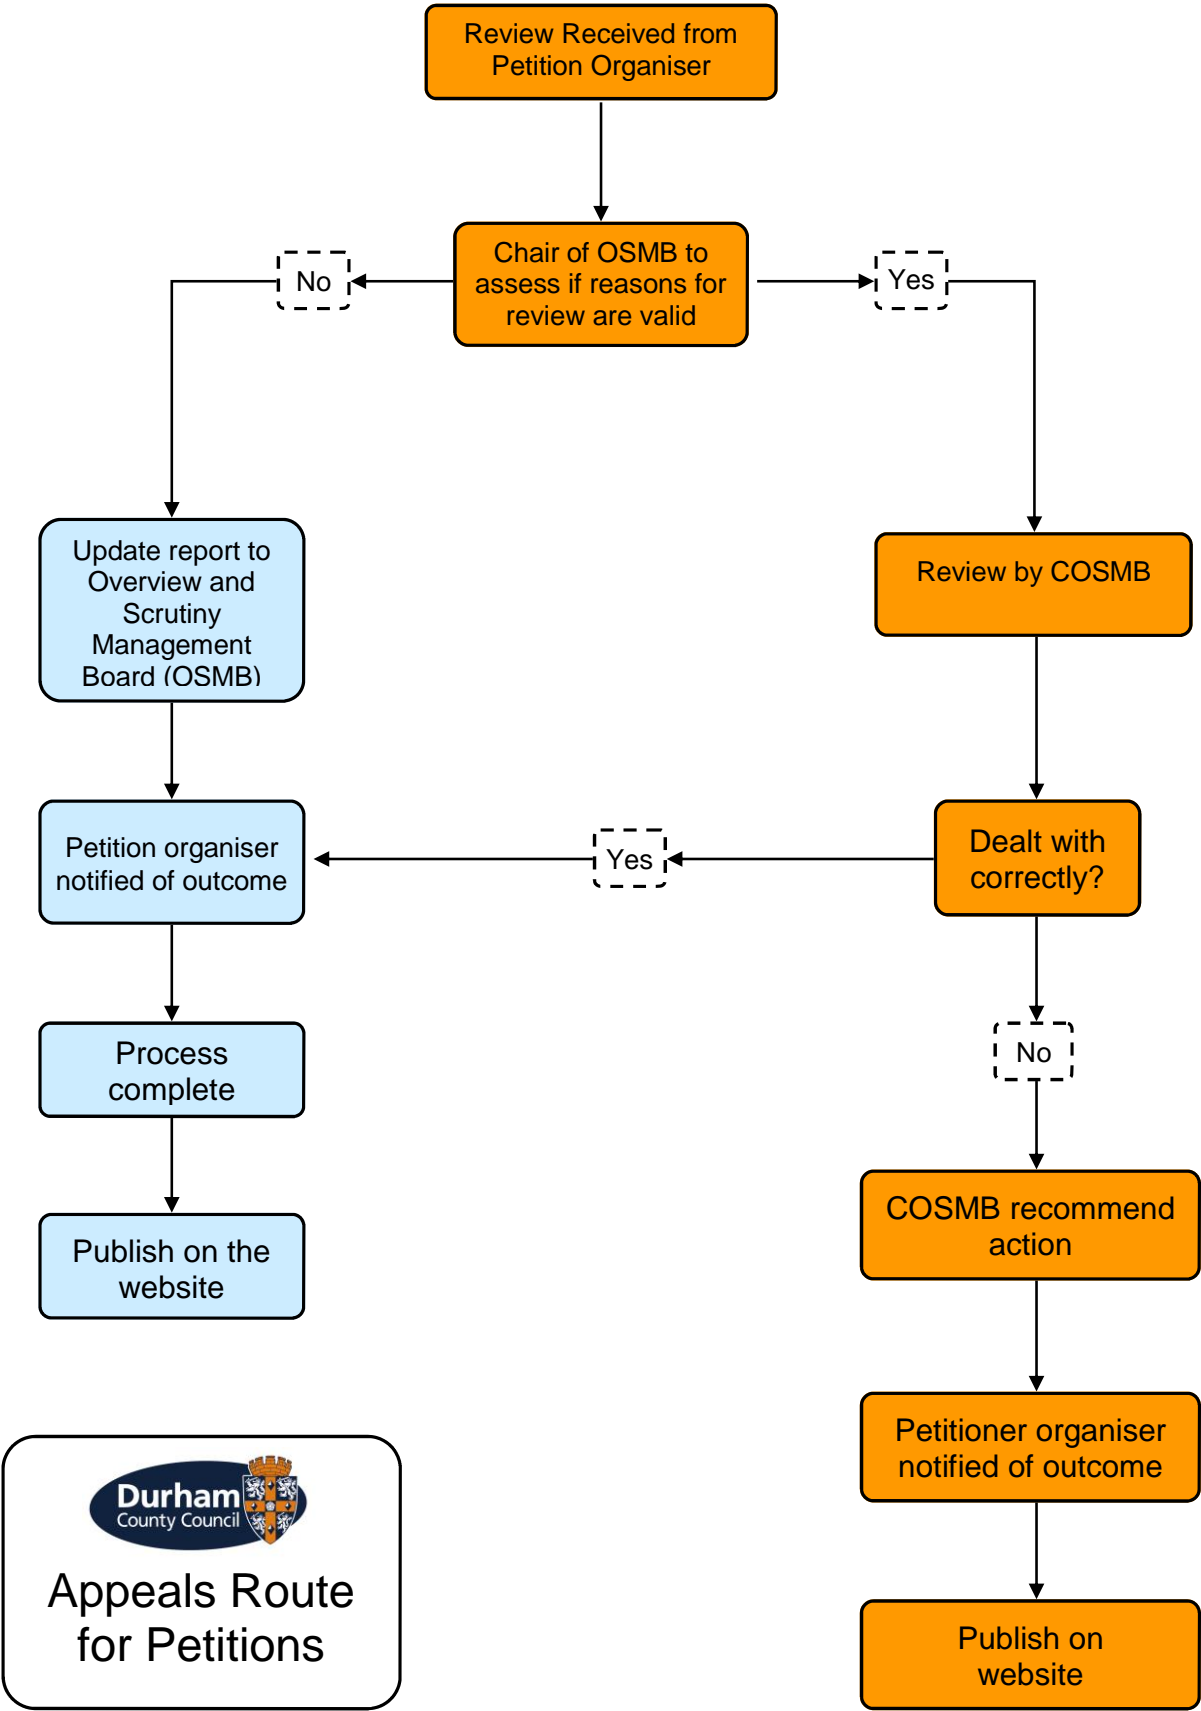 Review Received from
Petition Organiser
Chair of OSMB to
assess if reasons for
review are valid
No
Yes
Update report to
Overview and
Scrutiny
Management
Board (OSMB)
Review by COSMB
Petition organiser
notified of outcome
Yes
Dealt with
correctly?
Process
complete
No
COSMB recommend
action
Publish on the
website
Petitioner organiser
notified of outcome
Durham
County Council
Appeals Route
for Petitions
Publish on
website